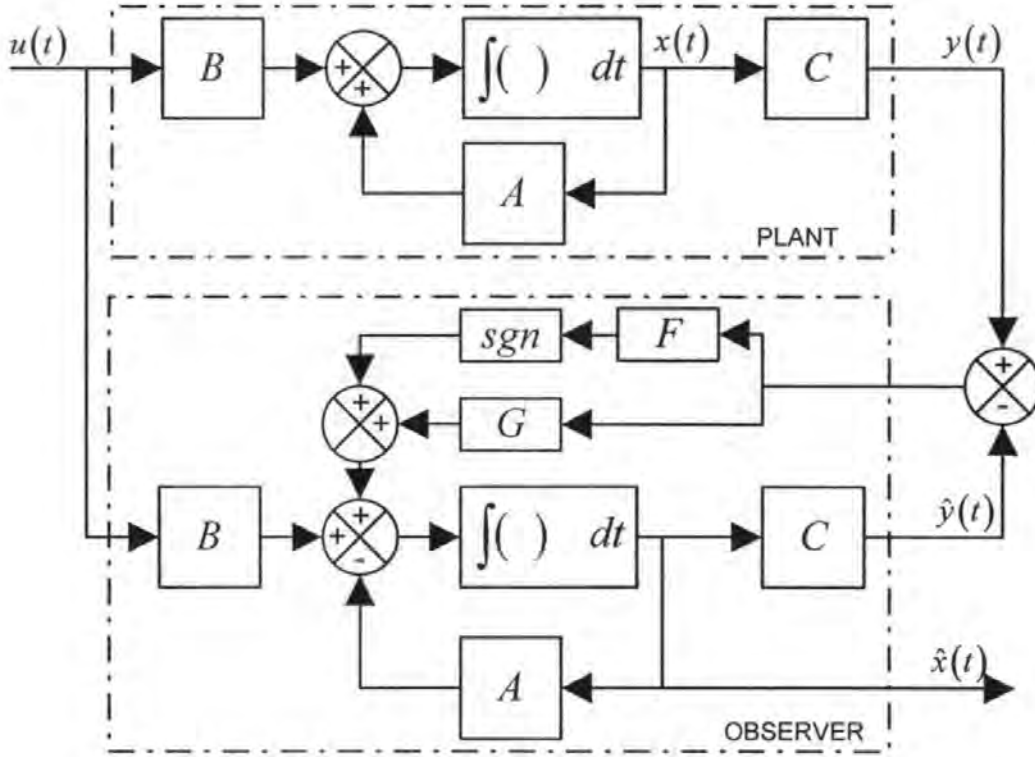 u(t)
B
+
+
∫( ) dt
x(t)
C
y(t)
A
PLANT
sgn
F
+
+
G
+
-
B
+
+
-
∫( ) dt
C
ŷ(t)
A
x̂(t)
OBSERVER